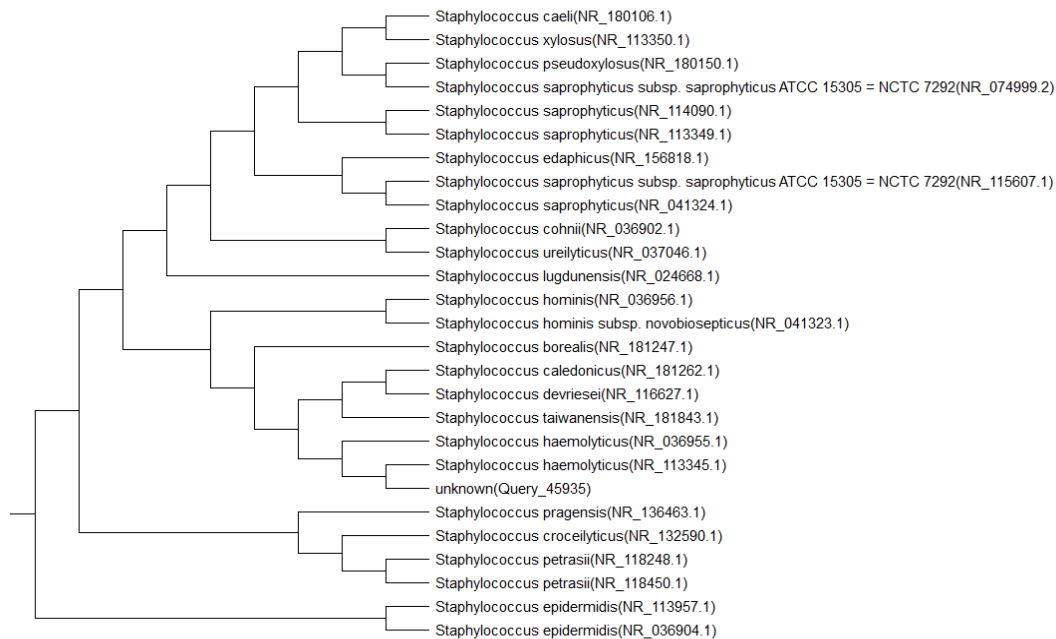 Staphylococcus caeli(NR_180106.1)
Staphylococcus xylosus(NR_113350.1)
Staphylococcus pseudoxylosus(NR_180150.1)
Staphylococcus saprophyticus subsp. saprophyticus ATCC 15305 = NCTC 7292(NR_074999.2)
Staphylococcus saprophyticus(NR_114090.1)
Staphylococcus saprophyticus(NR_113349.1)
Staphylococcus edaphicus(NR_156818.1)
Staphylococcus saprophyticus subsp. saprophyticus ATCC 15305 = NCTC 7292(NR_115607.1)
Staphylococcus saprophyticus(NR_041324.1)
Staphylococcus cohnii(NR_036902.1)
Staphylococcus ureilyticus(NR_037046.1)
Staphylococcus lugdunensis(NR_024668.1)
Staphylococcus hominis(NR_036956.1)
Staphylococcus hominis subsp. novobiosepticus(NR_041323.1)
Staphylococcus borealis(NR_181247.1)
Staphylococcus caledonicus(NR_181262.1)
Staphylococcus devriesei(NR_116627.1)
Staphylococcus taiwanensis(NR_181843.1)
Staphylococcus haemolyticus(NR_036955.1)
Staphylococcus haemolyticus(NR_113345.1)
unknown(Query_45935)
Staphylococcus pragensis(NR_136463.1)
Staphylococcus croceilyticus(NR_132590.1)
Staphylococcus petrasii(NR_118248.1)
Staphylococcus petrasii(NR_118450.1)
Staphylococcus epidermidis(NR_113957.1)
Staphylococcus epidermidis(NR_036904.1)